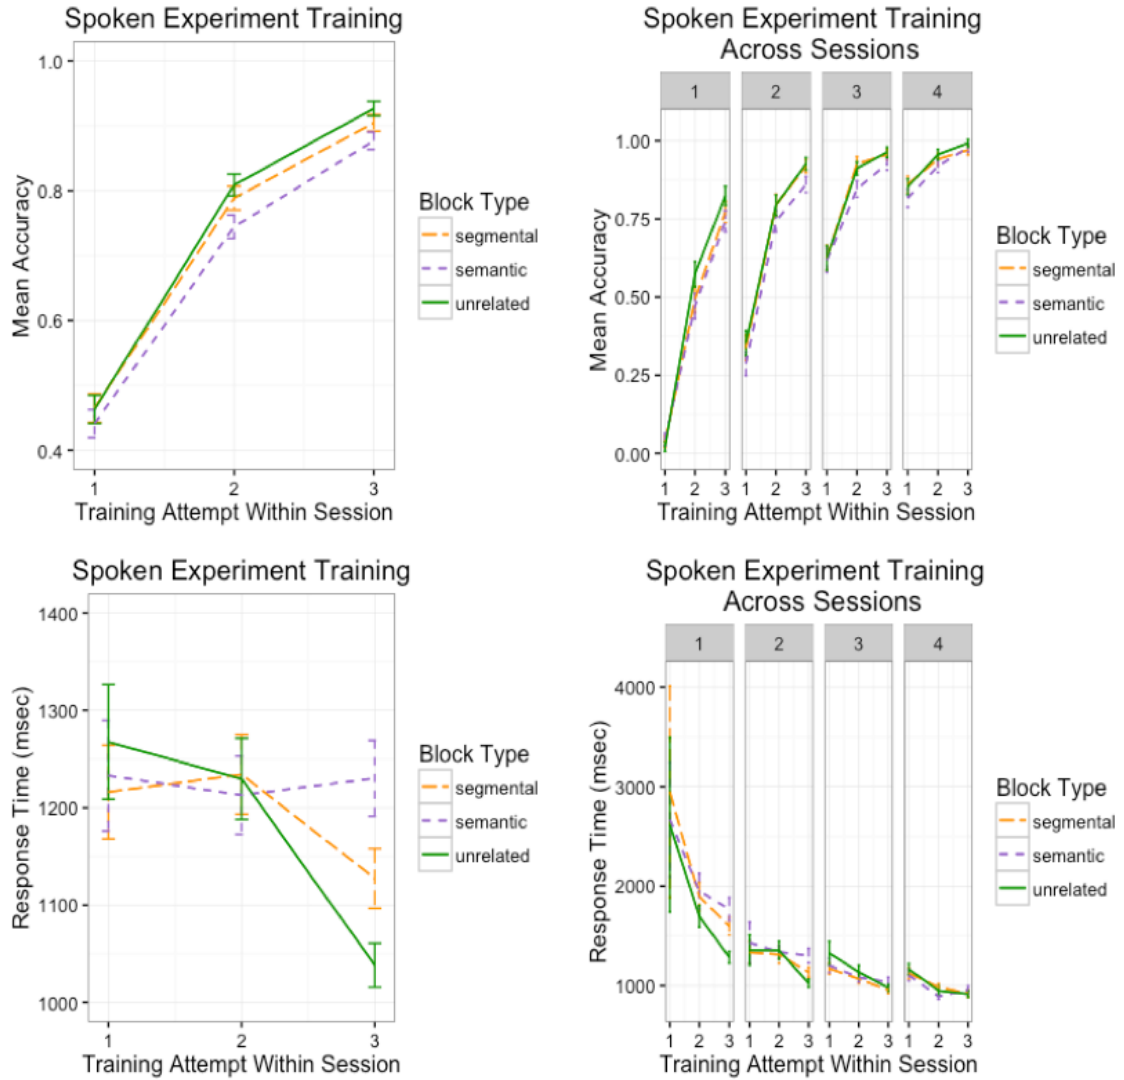 Spoken Experiment Training
1.0
0.8
0.6
0.4
Mean Accuracy
1 2 3
Training Attempt Within Session
Block Type
segmental
semantic
unrelated
Spoken Experiment Training
Across Sessions
1 2 3 4
1.00
0.75
0.50
0.25
0.00
Mean Accuracy
1 2 3 1 2 3 1 2 3 1 2 3
Training Attempt Within Session
Block Type
segmental
semantic
unrelated
Spoken Experiment Training
1400
1300
1200
1100
1000
Response Time (msec)
1 2 3
Training Attempt Within Session
Block Type
segmental
semantic
unrelated
Spoken Experiment Training
Across Sessions
1 2 3 4
4000
3000
2000
1000
Response Time (msec)
1 2 3 1 2 3 1 2 3 1 2 3
Training Attempt Within Session
Block Type
segmental
semantic
unrelated